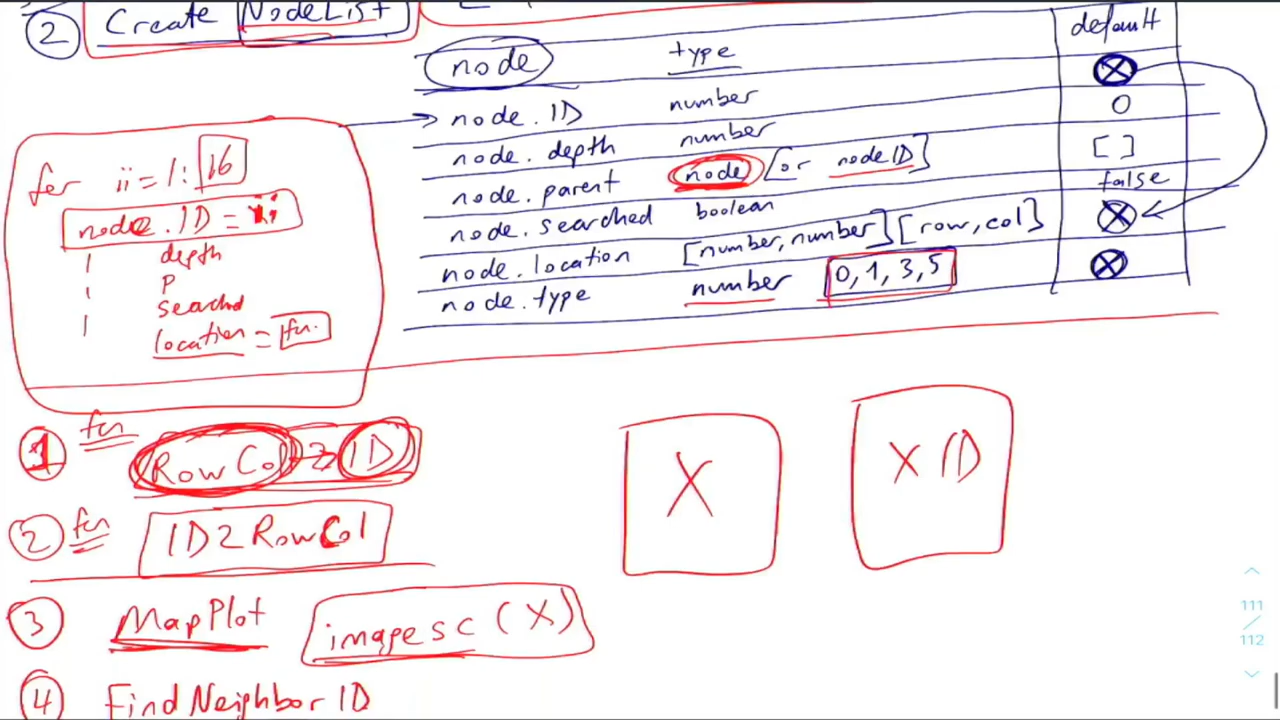 ② Create NodeList
node type default
node.ID number
node.depth number 0
node.parent node [or nodeID] [ ]
node.searched boolean false
node.location [number, number] [row, col]
node.type number 0, 1, 3, 5
for ii = 1: 16
node.ID = ii
depth
P
searched
location = fcn.
① fcn RowCol2ID
② fcn ID2RowCol
③ MapPlot imagesc(X)
④ FindNeighborID
X
X ID
111
/
112